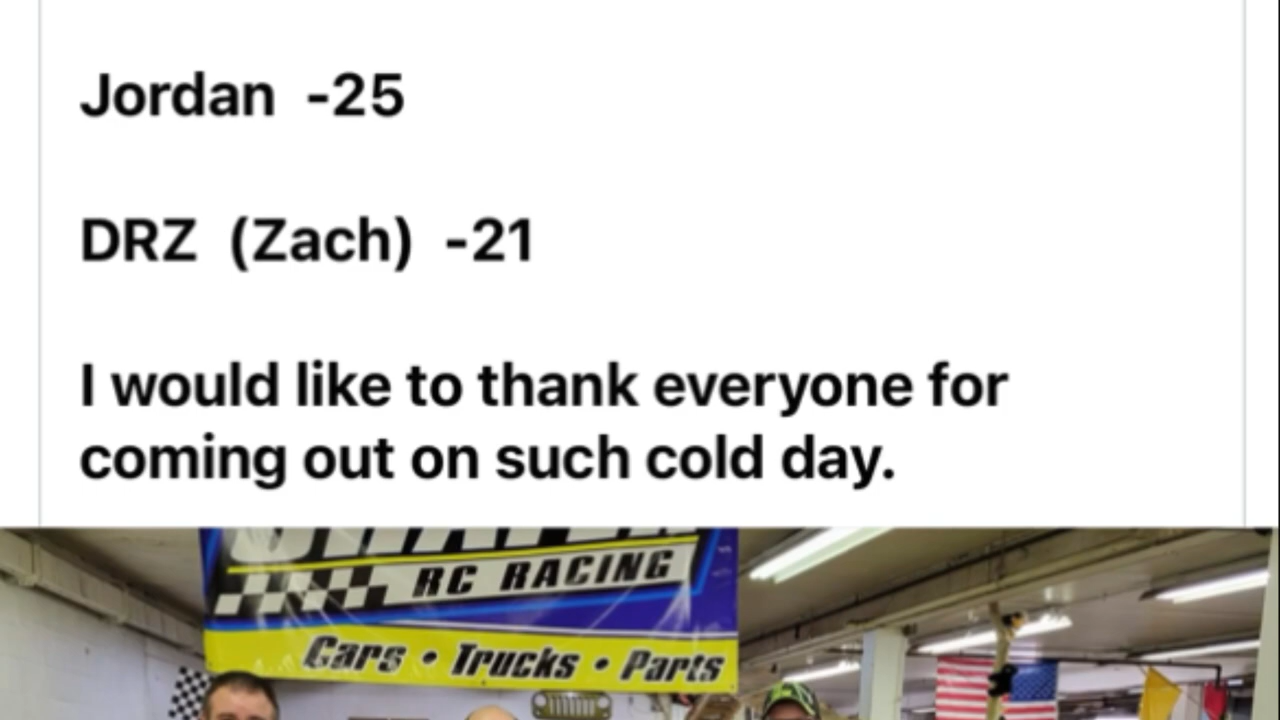 Jordan  -25
DRZ  (Zach)  -21
I would like to thank everyone for
coming out on such cold day.
RC RACING
Cars • Trucks • Parts